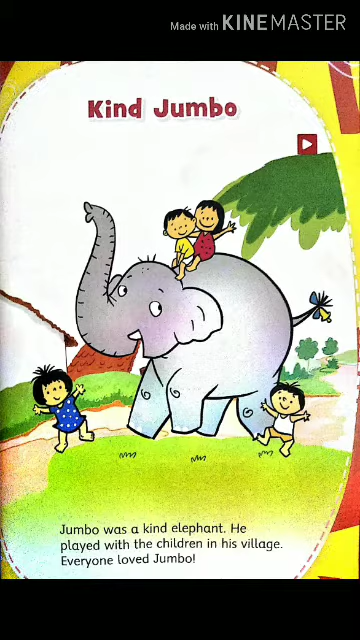 Made with KINEMASTER
Kind Jumbo
Jumbo was a kind elephant. He
played with the children in his village.
Everyone loved Jumbo!